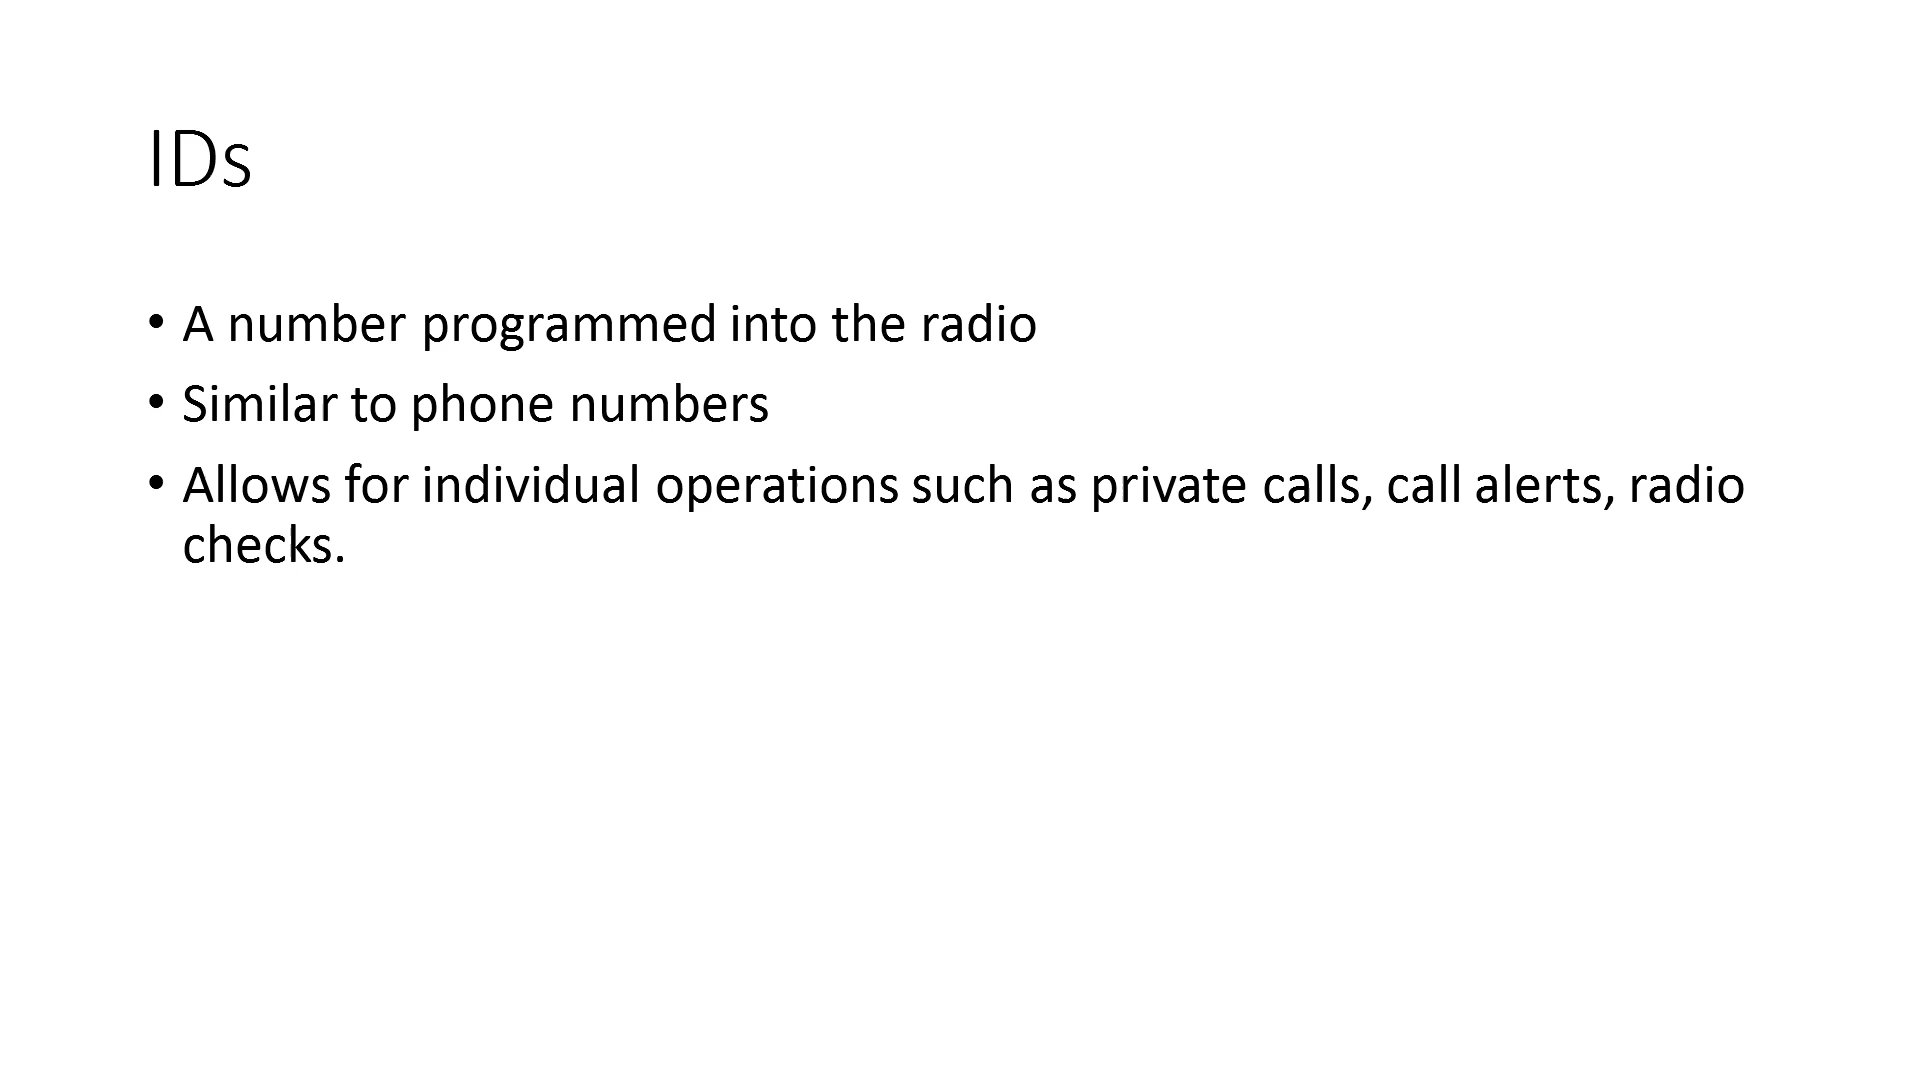 IDs
• A number programmed into the radio
• Similar to phone numbers
• Allows for individual operations such as private calls, call alerts, radio
checks.